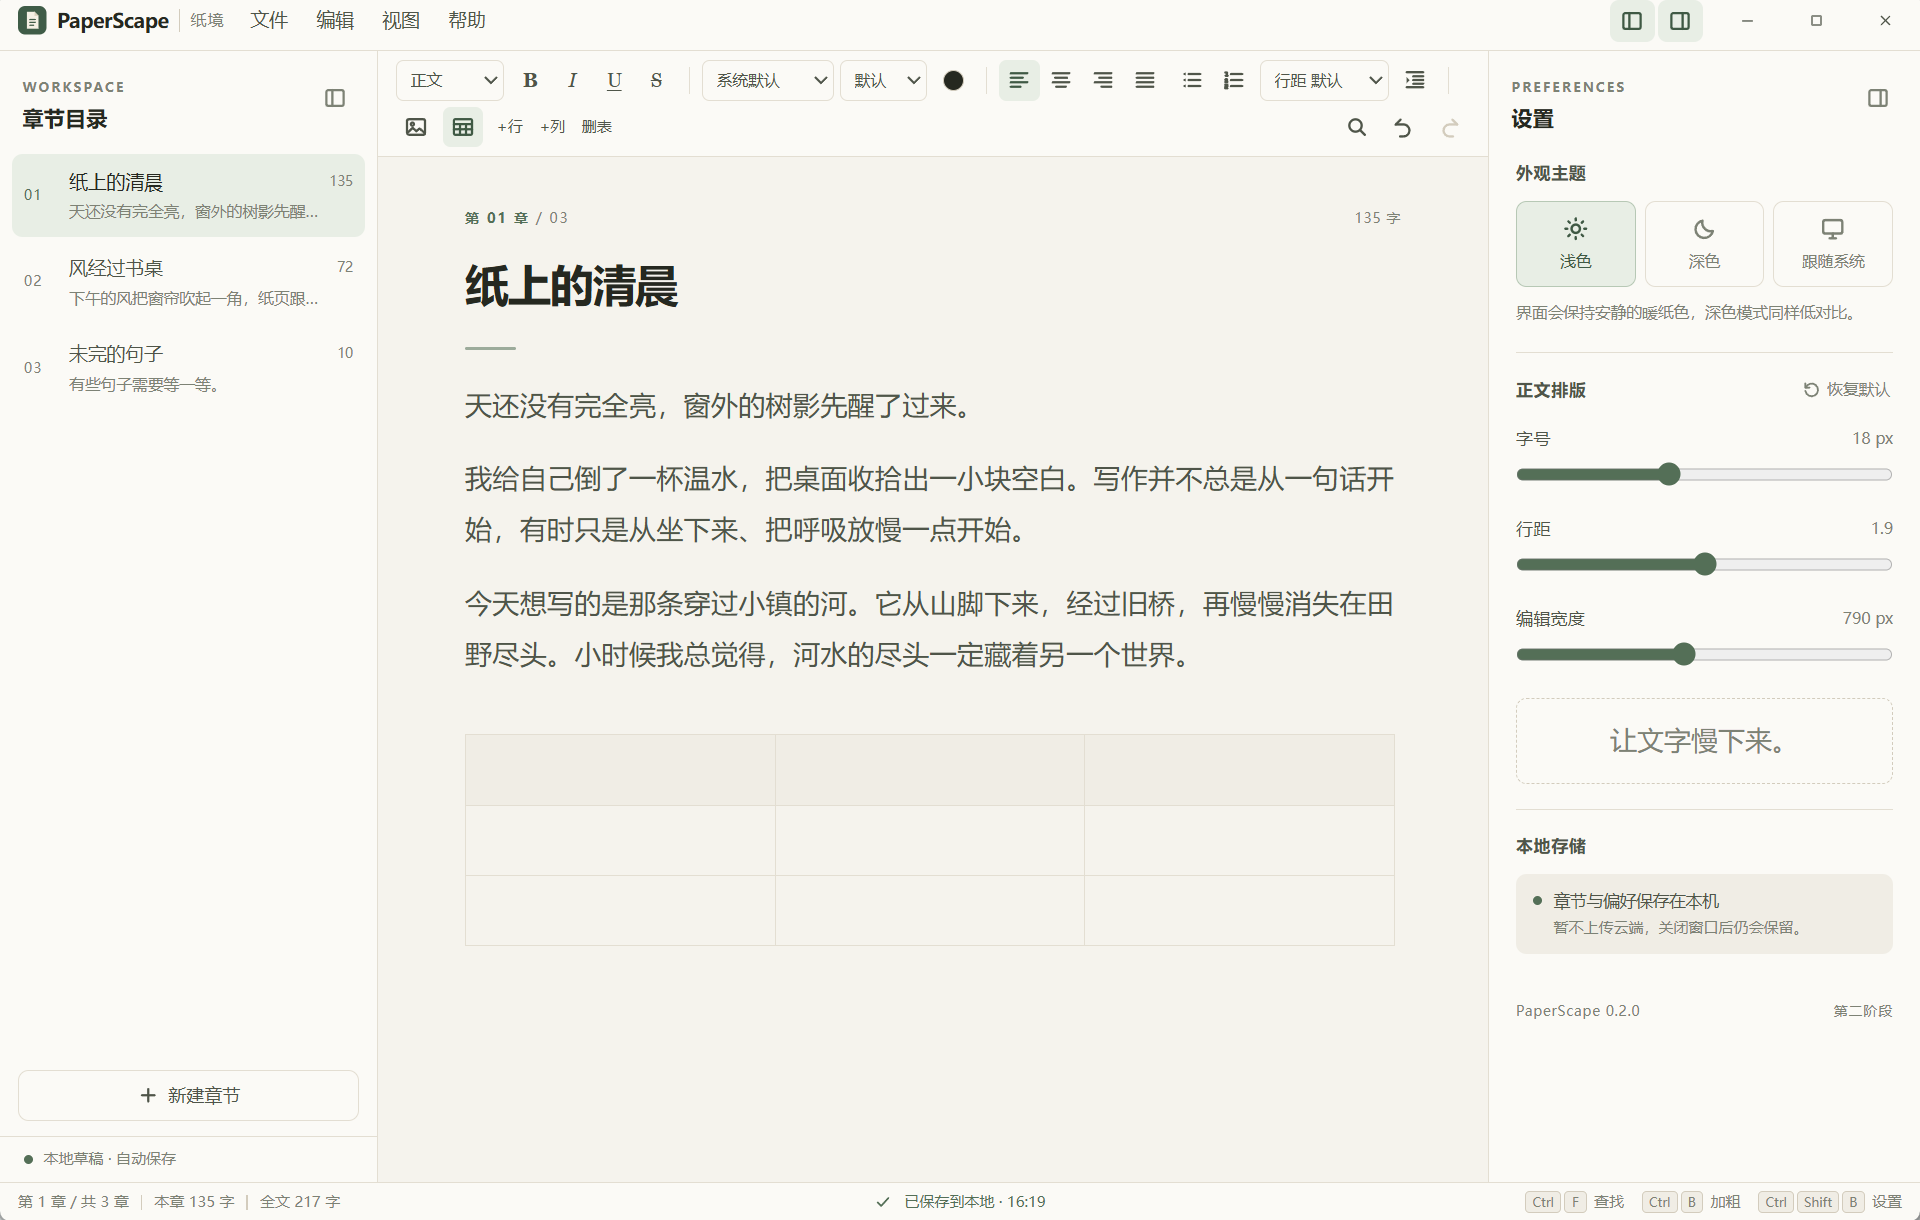 PaperScape 纸境 文件 编辑 视图 帮助
WORKSPACE
章节目录
01 纸上的清晨 135
天还没有完全亮，窗外的树影先醒...
02 风经过书桌 72
下午的风把窗帘吹起一角，纸页跟...
03 未完的句子 10
有些句子需要等一等。
新建章节
本地草稿 · 自动保存
正文 B I U S 系统默认 默认 行距 默认
+行 +列 删表
第 01 章 / 03 135 字
纸上的清晨
天还没有完全亮，窗外的树影先醒了过来。
我给自己倒了一杯温水，把桌面收拾出一小块空白。写作并不总是从一句话开
始，有时只是从坐下来、把呼吸放慢一点开始。
今天想写的是那条穿过小镇的河。它从山脚下来，经过旧桥，再慢慢消失在田
野尽头。小时候我总觉得，河水的尽头一定藏着另一个世界。
PREFERENCES
设置
外观主题
浅色 深色 跟随系统
界面会保持安静的暖纸色，深色模式同样低对比。
正文排版 恢复默认
字号 18 px
行距 1.9
编辑宽度 790 px
让文字慢下来。
本地存储
章节与偏好保存在本机
暂不上传云端，关闭窗口后仍会保留。
PaperScape 0.2.0 第二阶段
第 1 章 / 共 3 章 | 本章 135 字 | 全文 217 字
已保存到本地 · 16:19
Ctrl F 查找 Ctrl B 加粗 Ctrl Shift B 设置